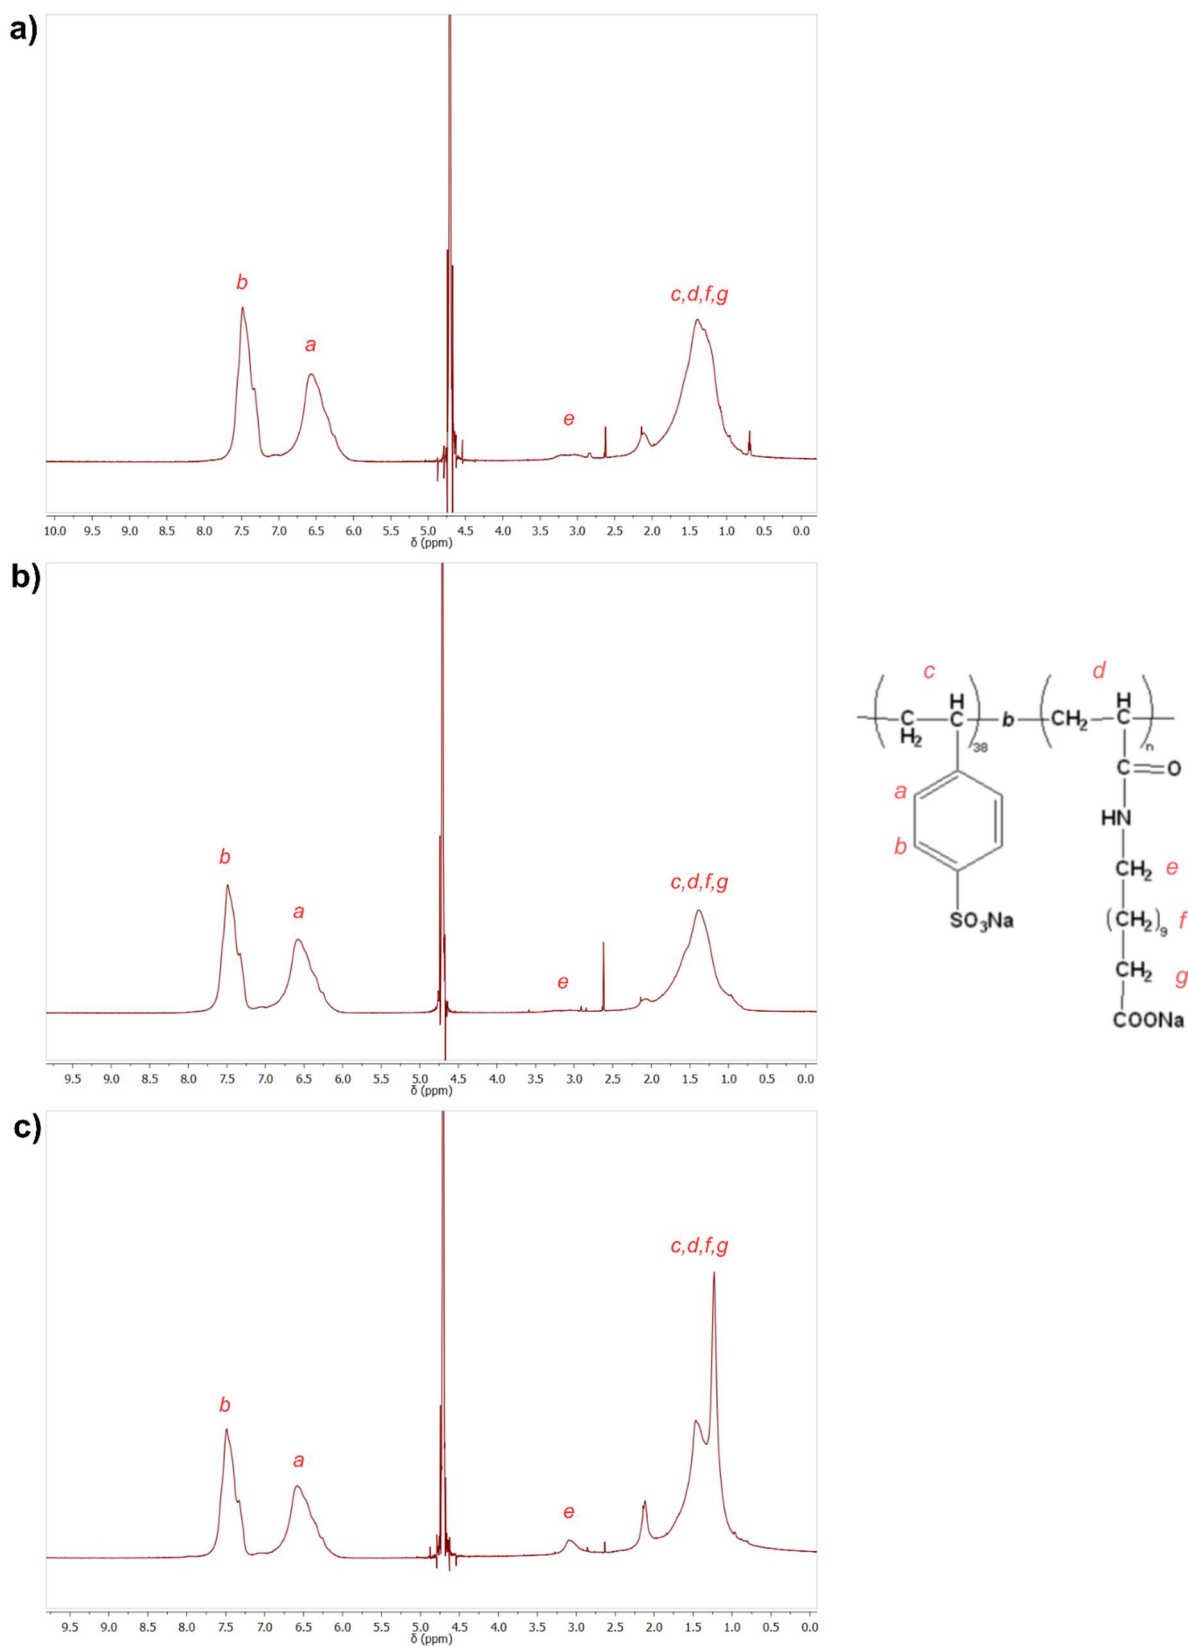 a)
b
a
e
c,d,f,g
10.0 9.5 9.0 8.5 8.0 7.5 7.0 6.5 6.0 5.5 5.0 4.5 4.0 3.5 3.0 2.5 2.0 1.5 1.0 0.5 0.0
δ (ppm)
b)
b
a
e
c,d,f,g
9.5 9.0 8.5 8.0 7.5 7.0 6.5 6.0 5.5 5.0 4.5 4.0 3.5 3.0 2.5 2.0 1.5 1.0 0.5 0.0
δ (ppm)
c d
H H
C C b CH2 C
H2 38 n
a C O
HN
b CH2 e
SO3Na (CH2)9 f
CH2 g
COONa
c)
b
a
e
c,d,f,g
9.5 9.0 8.5 8.0 7.5 7.0 6.5 6.0 5.5 5.0 4.5 4.0 3.5 3.0 2.5 2.0 1.5 1.0 0.5 0.0
δ (ppm)